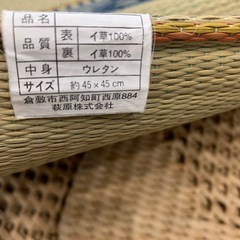 品名
品質 表 イ草100%
裏 イ草100%
中身 ウレタン
サイズ 約45×45cm
倉敷市西阿知町西原884
萩原株式会社